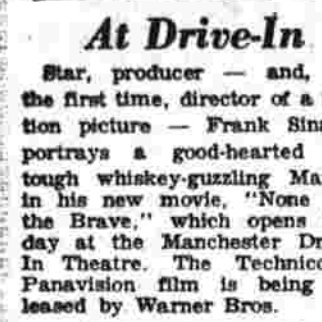 At Drive-In
Star, producer — and,
the first time, director of a
tion picture — Frank Sina
portrays a good-hearted
tough whiskey-guzzling Ma
in his new movie, "None
the Brave," which opens
day at the Manchester Dr
In Theatre. The Technico
Panavision film is being
leased by Warner Bros.